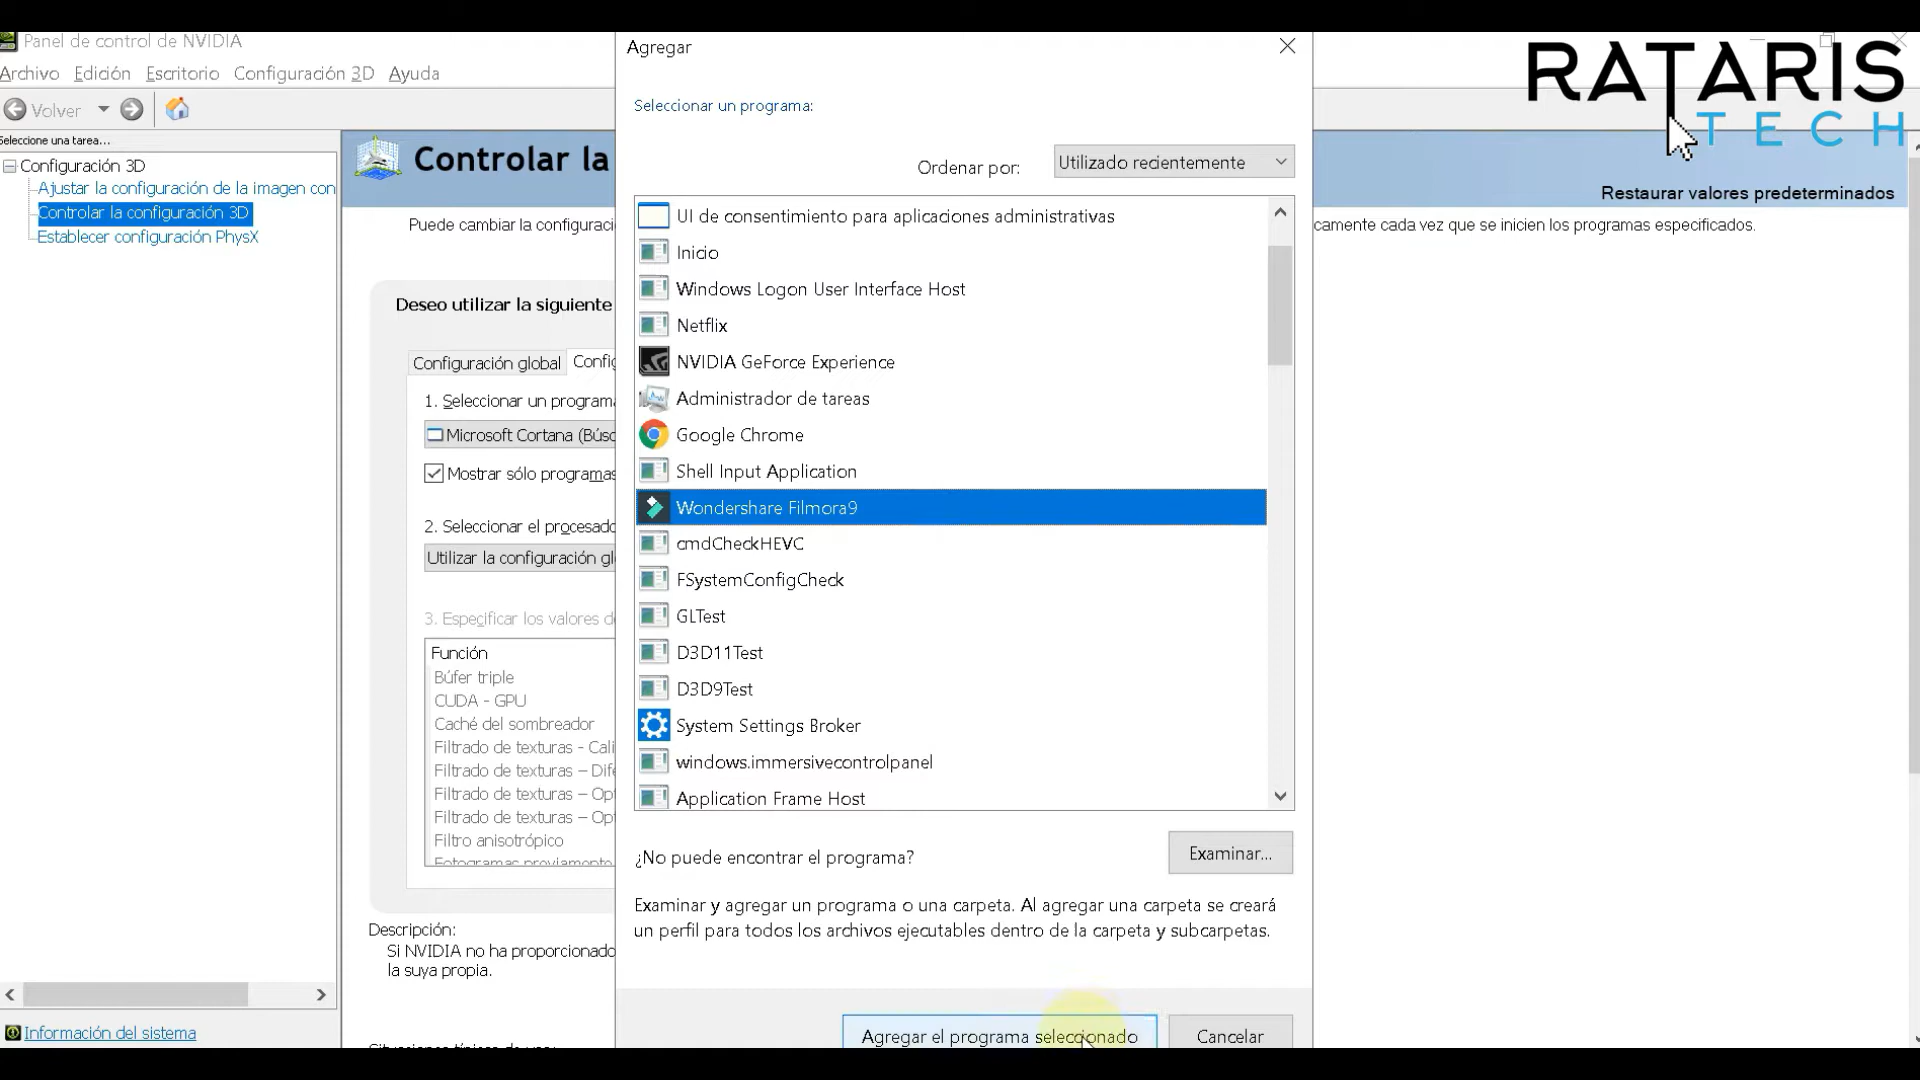 Panel de control de NVIDIA
Archivo Edición Escritorio Configuración 3D Ayuda
Volver
Seleccione una tarea...
Configuración 3D
Ajustar la configuración de la imagen con
Controlar la configuración 3D
Establecer configuración PhysX
Información del sistema
Controlar la
Restaurar valores predeterminados
Puede cambiar la configuraci
camente cada vez que se inicien los programas especificados.
Deseo utilizar la siguiente
Configuración global
Config
1. Seleccionar un programa
Microsoft Cortana (Búsc
Mostrar sólo programas
2. Seleccionar el procesado
Utilizar la configuración gl
3. Especificar los valores d
Función
Búfer triple
CUDA - GPU
Caché del sombreador
Filtrado de texturas - Cali
Filtrado de texturas – Dife
Filtrado de texturas – Opt
Filtrado de texturas – Opt
Filtro anisotrópico
Descripción:
Si NVIDIA no ha proporcionado
la suya propia.
Agregar
Seleccionar un programa:
Ordenar por: Utilizado recientemente
UI de consentimiento para aplicaciones administrativas
Inicio
Windows Logon User Interface Host
Netflix
NVIDIA GeForce Experience
Administrador de tareas
Google Chrome
Shell Input Application
Wondershare Filmora9
cmdCheckHEVC
FSystemConfigCheck
GLTest
D3D11Test
D3D9Test
System Settings Broker
windows.immersivecontrolpanel
Application Frame Host
¿No puede encontrar el programa?
Examinar...
Examinar y agregar un programa o una carpeta. Al agregar una carpeta se creará
un perfil para todos los archivos ejecutables dentro de la carpeta y subcarpetas.
Agregar el programa seleccionado
Cancelar
RATARIS
TECH